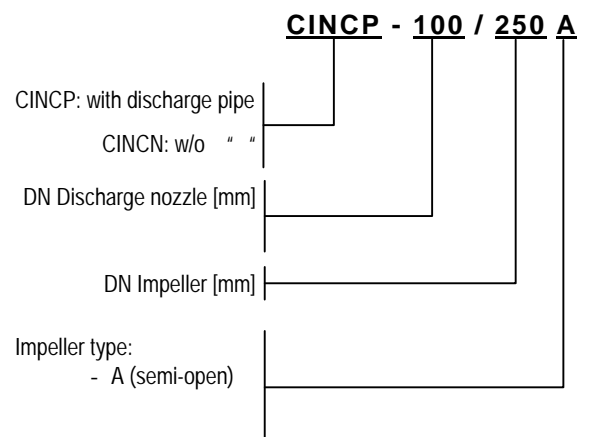 CINCP - 100 / 250 A
CINCP: with discharge pipe
CINCN: w/o " "
DN Discharge nozzle [mm]
DN Impeller [mm]
Impeller type:
- A (semi-open)